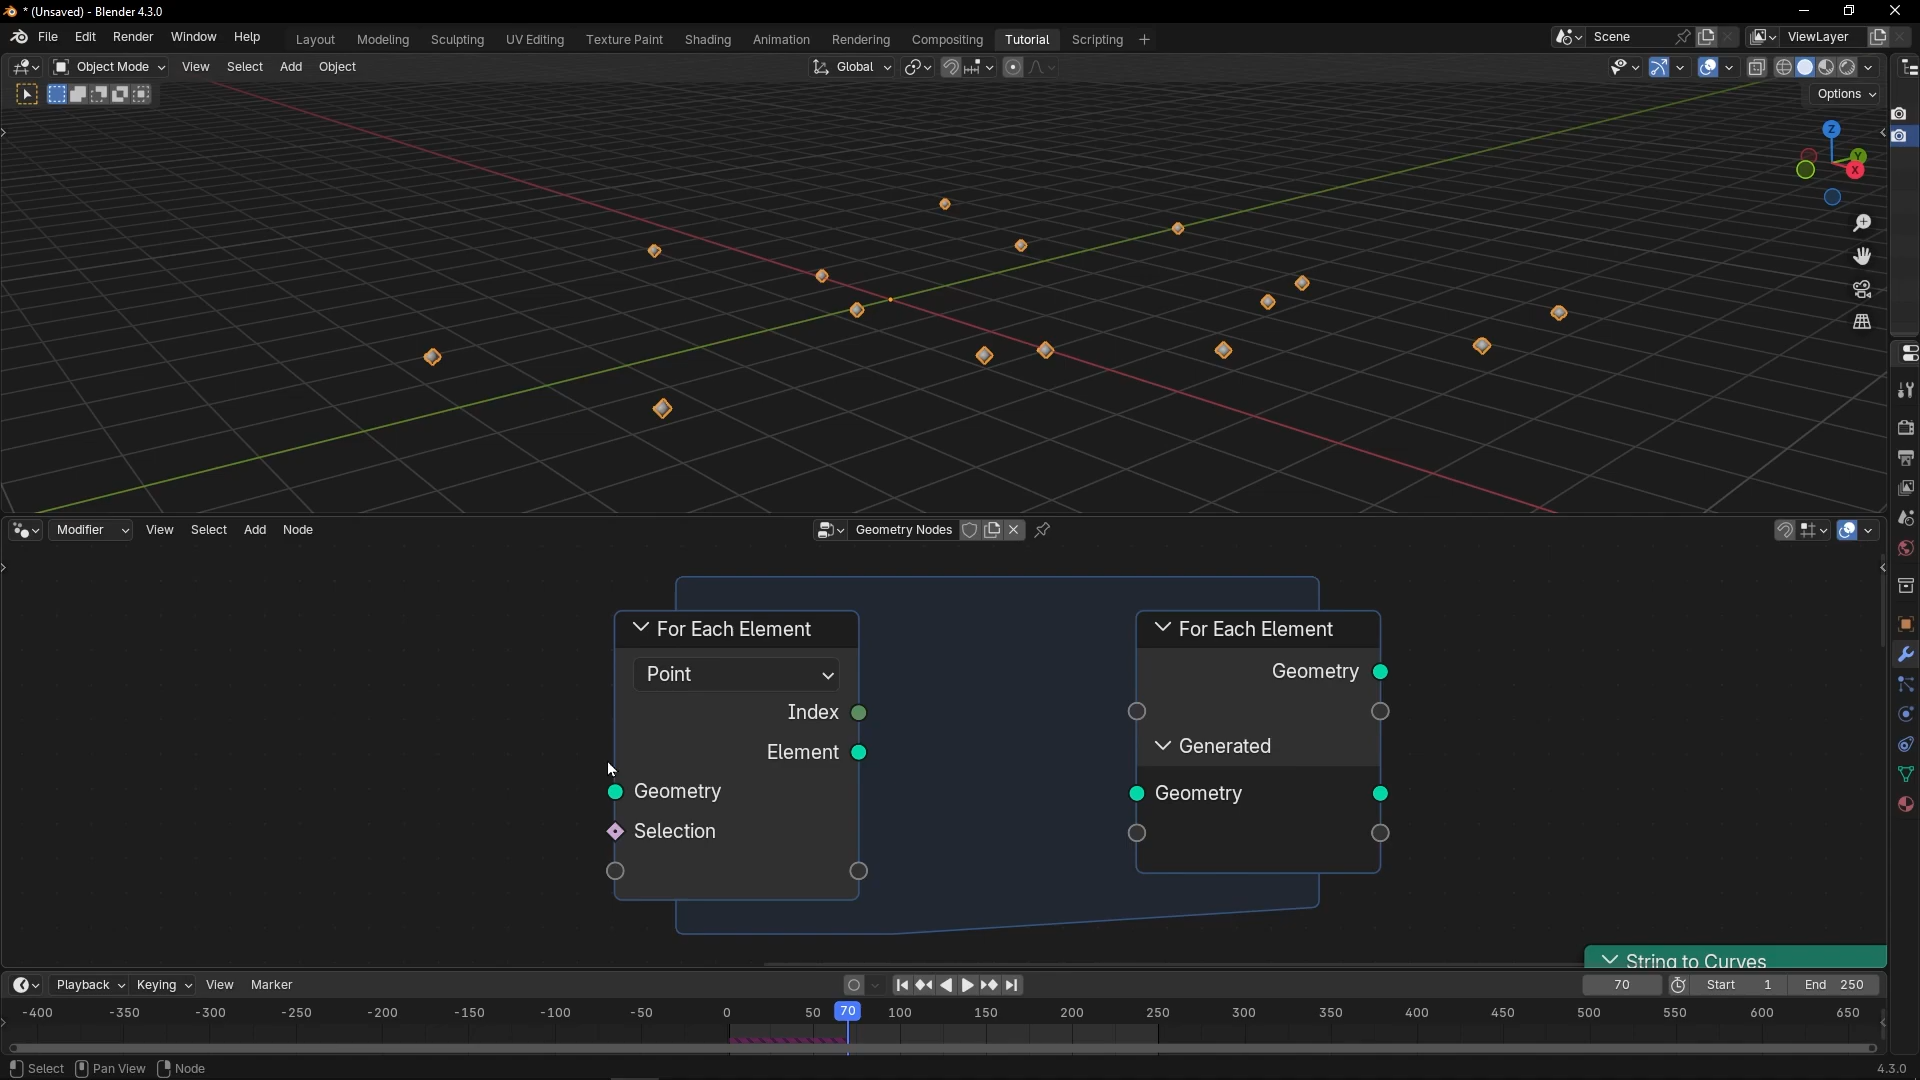 * (Unsaved) - Blender 4.3.0
File Edit Render Window Help Layout Modeling Sculpting UV Editing Texture Paint Shading Animation Rendering Compositing Tutorial Scripting + Scene ViewLayer
Object Mode View Select Add Object Global
Options
Z
Y
X
Modifier View Select Add Node Geometry Nodes
For Each Element For Each Element
Point Geometry
Index
Element Generated
Geometry Geometry
Selection
String to Curves
Playback Keying View Marker 70 Start 1 End 250
-400 -350 -300 -250 -200 -150 -100 -50 0 50 70 100 150 200 250 300 350 400 450 500 550 600 650
Select Pan View Node 4.3.0